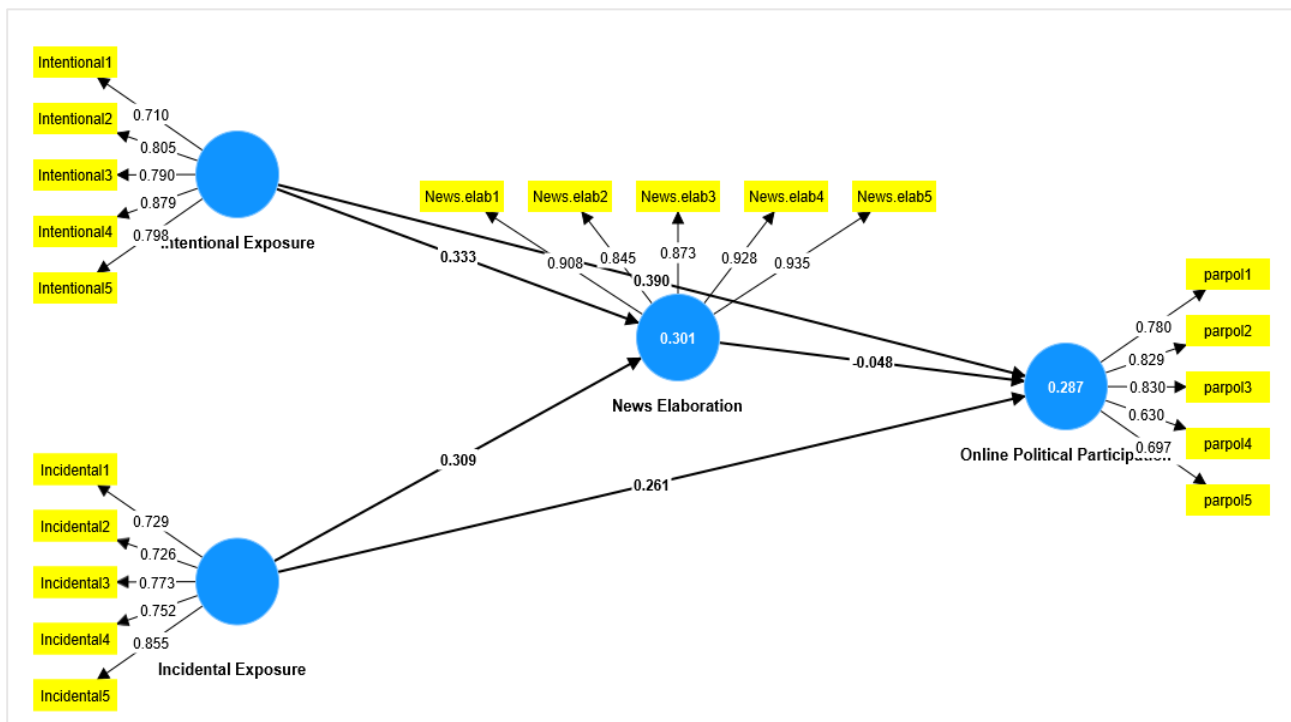 Intentional1
0.710
Intentional2
0.805
Intentional3
0.790
Intentional4
0.879
0.798
Intentional Exposure
Intentional5
News.elab1
News.elab2
News.elab3
News.elab4
News.elab5
0.908
0.845
0.873
0.928
0.935
0.333
0.390
0.301
News Elaboration
-0.048
parpol1
0.780
parpol2
0.829
parpol3
0.830
0.287
0.630
parpol4
0.697
Online Political Participation
parpol5
0.309
0.261
Incidental1
0.729
Incidental2
0.726
Incidental3
0.773
Incidental4
0.752
0.855
Incidental Exposure
Incidental5